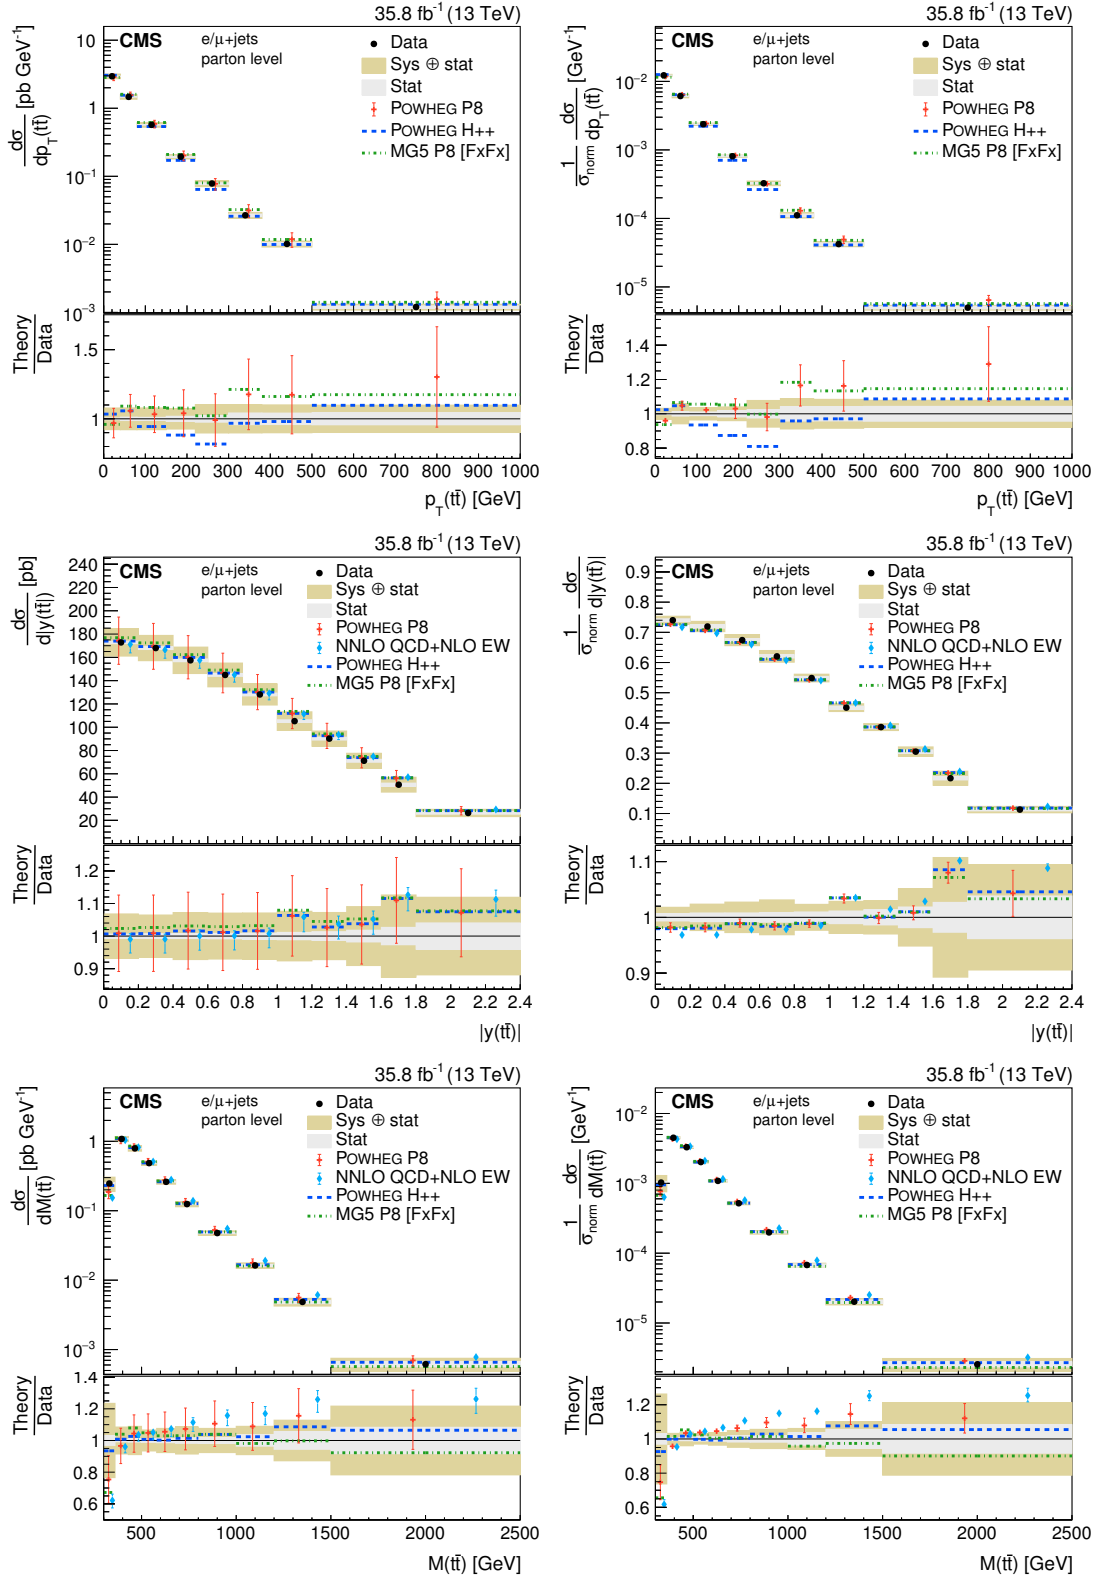 35.8 fb⁻¹ (13 TeV)
CMS
e/μ+jets
parton level
Data
Sys ⊕ stat
Stat
POWHEG P8
POWHEG H++
MG5 P8 [FxFx]
dσ
dp_T(tt̄) [pb GeV⁻¹]
10
1
10⁻¹
10⁻²
10⁻³
Theory
Data
1.5
1
0 100 200 300 400 500 600 700 800 900 1000
p_T(tt̄) [GeV]
35.8 fb⁻¹ (13 TeV)
CMS
e/μ+jets
parton level
Data
Sys ⊕ stat
Stat
POWHEG P8
POWHEG H++
MG5 P8 [FxFx]
1 dσ
σ_norm dp_T(tt̄) [GeV⁻¹]
10⁻²
10⁻³
10⁻⁴
10⁻⁵
Theory
Data
1.4
1.2
1
0.8
0 100 200 300 400 500 600 700 800 900 1000
p_T(tt̄) [GeV]
35.8 fb⁻¹ (13 TeV)
CMS
e/μ+jets
parton level
Data
Sys ⊕ stat
Stat
POWHEG P8
NNLO QCD+NLO EW
POWHEG H++
MG5 P8 [FxFx]
dσ
d|y(tt̄)| [pb]
240
220
200
180
160
140
120
100
80
60
40
20
Theory
Data
1.2
1.1
1
0.9
0 0.2 0.4 0.6 0.8 1 1.2 1.4 1.6 1.8 2 2.2 2.4
|y(tt̄)|
35.8 fb⁻¹ (13 TeV)
CMS
e/μ+jets
parton level
Data
Sys ⊕ stat
Stat
POWHEG P8
NNLO QCD+NLO EW
POWHEG H++
MG5 P8 [FxFx]
1 dσ
σ_norm d|y(tt̄)|
0.9
0.8
0.7
0.6
0.5
0.4
0.3
0.2
0.1
Theory
Data
1.1
1
0.9
0 0.2 0.4 0.6 0.8 1 1.2 1.4 1.6 1.8 2 2.2 2.4
|y(tt̄)|
35.8 fb⁻¹ (13 TeV)
CMS
e/μ+jets
parton level
Data
Sys ⊕ stat
Stat
POWHEG P8
NNLO QCD+NLO EW
POWHEG H++
MG5 P8 [FxFx]
dσ
dM(tt̄) [pb GeV⁻¹]
1
10⁻¹
10⁻²
10⁻³
Theory
Data
1.4
1.2
1
0.8
0.6
500 1000 1500 2000 2500
M(tt̄) [GeV]
35.8 fb⁻¹ (13 TeV)
CMS
e/μ+jets
parton level
Data
Sys ⊕ stat
Stat
POWHEG P8
NNLO QCD+NLO EW
POWHEG H++
MG5 P8 [FxFx]
1 dσ
σ_norm dM(tt̄) [GeV⁻¹]
10⁻²
10⁻³
10⁻⁴
10⁻⁵
Theory
Data
1.4
1.2
1
0.8
0.6
500 1000 1500 2000 2500
M(tt̄) [GeV]